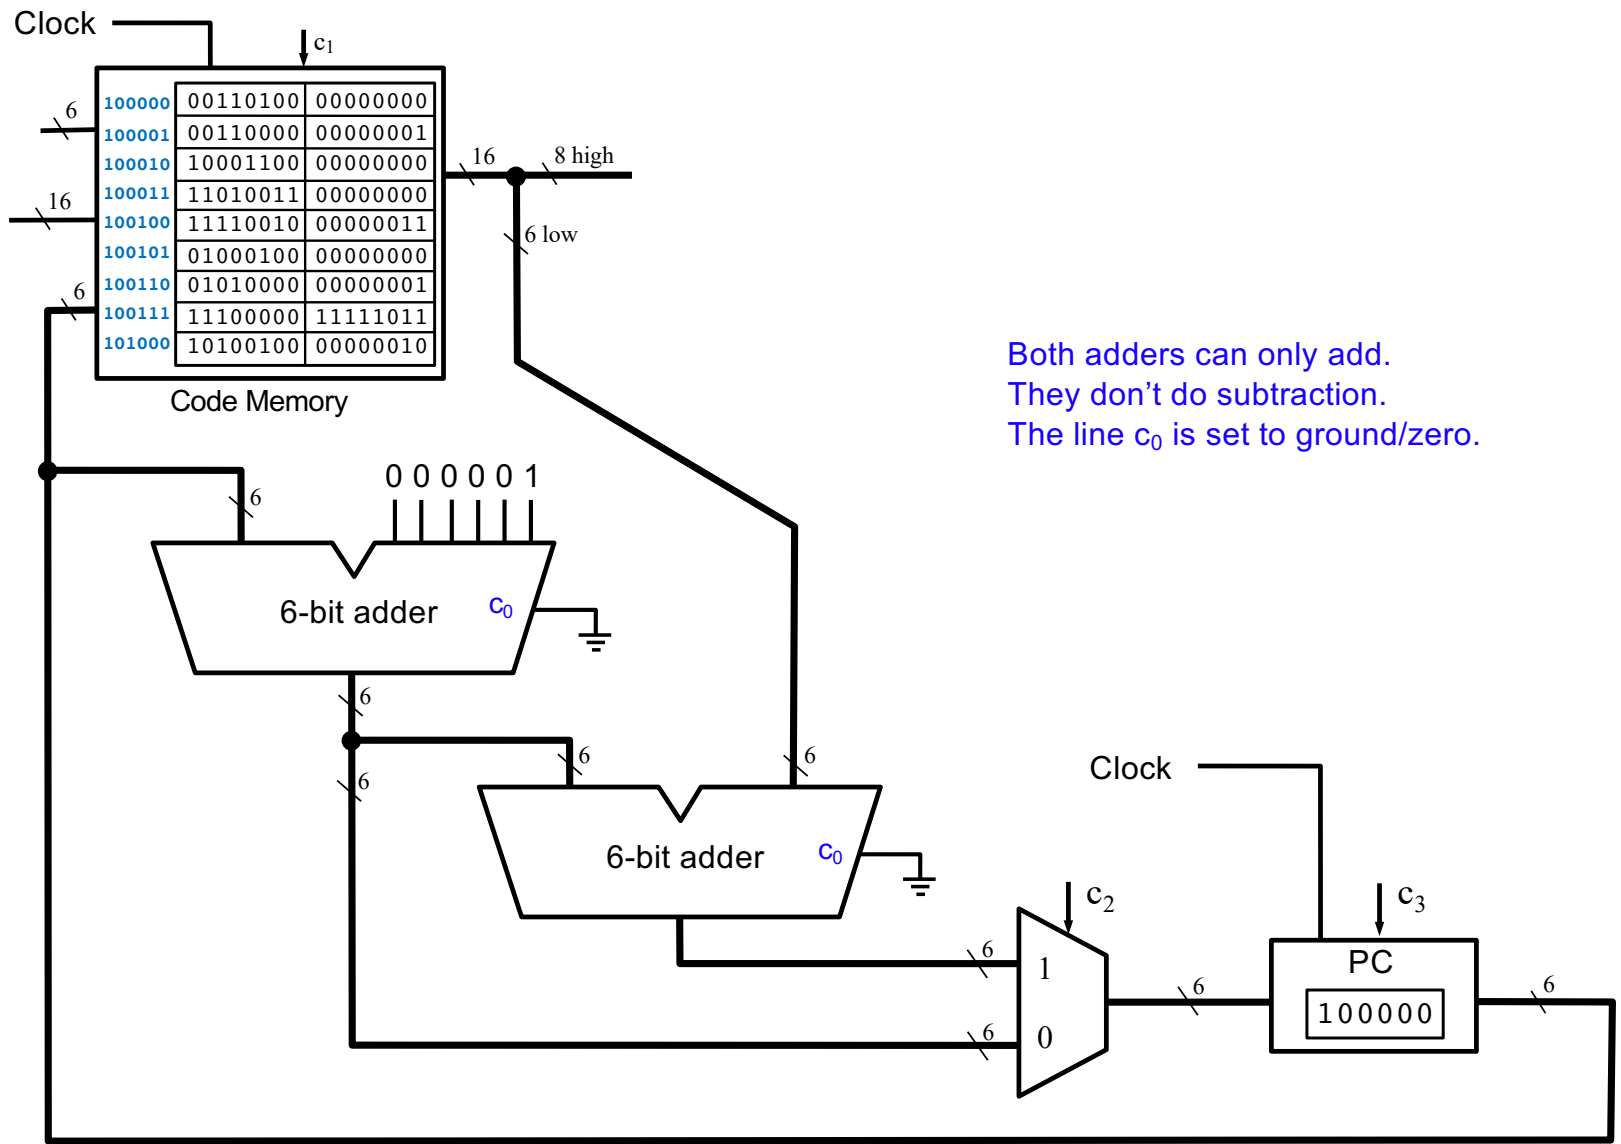 Clock
c1
6
100000 00110100 00000000
100001 00110000 00000001
100010 10001100 00000000
16
8 high
100011 11010011 00000000
16
100100 11110010 00000011
6 low
100101 01000100 00000000
100110 01010000 00000001
6
100111 11100000 11111011
101000 10100100 00000010
Code Memory
Both adders can only add.
They don't do subtraction.
The line c0 is set to ground/zero.
0 0 0 0 0 1
6
6-bit adder
c0
6
6
6
6
6-bit adder
c0
Clock
c2
c3
6
1
PC
6
6
100000
6
0